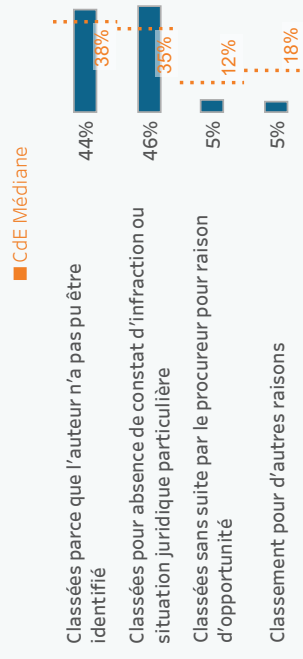 CdE Médiane
Classées parce que l'auteur n'a pas pu être
identifié
44%
38%
Classées pour absence de constat d'infraction ou
situation juridique particulière
46%
35%
Classées sans suite par le procureur pour raison
d'opportunité
5%
12%
Classement pour d'autres raisons
5%
18%